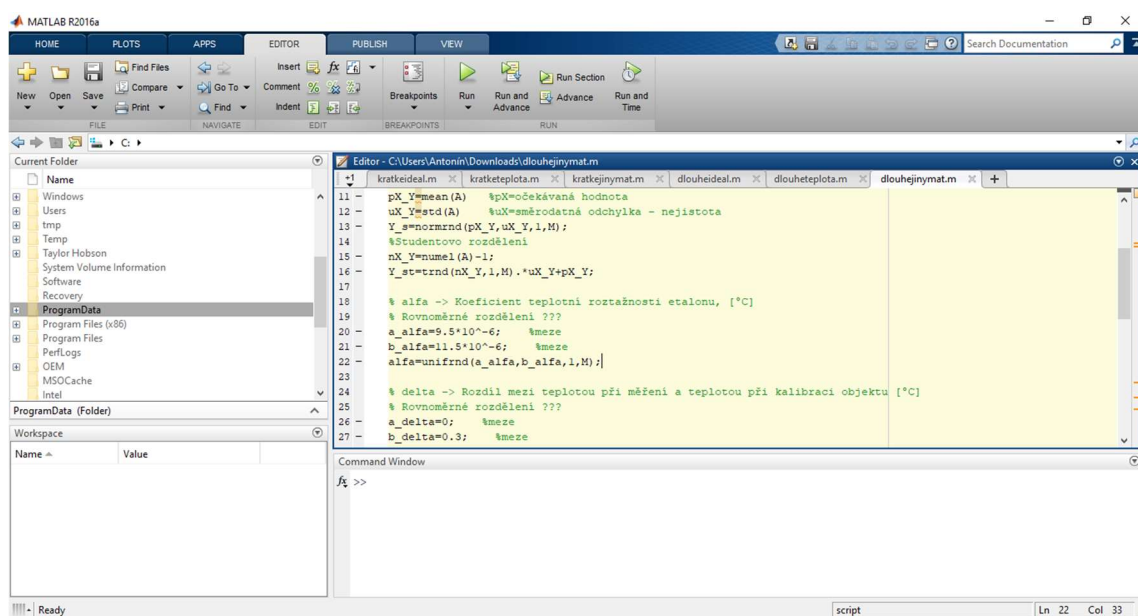 MATLAB R2016a
HOME PLOTS APPS EDITOR PUBLISH VIEW Search Documentation
New Open Save Find Files Compare Print Go To Find Insert fx Comment % Indent Breakpoints Run Run and Advance Run Section Advance Run and Time
FILE NAVIGATE EDIT BREAKPOINTS RUN
C:
Current Folder
Name
Windows
Users
tmp
Temp
Taylor Hobson
System Volume Information
Software
Recovery
ProgramData
Program Files (x86)
Program Files
PerfLogs
OEM
MSOCache
Intel
ProgramData (Folder)
Workspace
Name Value
Editor - C:\Users\Antonín\Downloads\dlouhejinymat.m
+1 kratkeideal.m kratketeplota.m kratkejinymat.m dlouheideal.m dlouheteplota.m dlouhejinymat.m +
11 - pX_Y=mean(A) %pX=očekávaná hodnota
12 - uX_Y=std(A) %uX=směrodatná odchylka - nejistota
13 - Y_s=normrnd(pX_Y,uX_Y,1,M);
14 %Studentovo rozdělení
15 - nX_Y=numel(A)-1;
16 - Y_st=trnd(nX_Y,1,M).*uX_Y+pX_Y;
17
18 % alfa -> Koeficient teplotní roztažnosti etalonu, [°C]
19 % Rovnoměrné rozdělení ???
20 - a_alfa=9.5*10^-6; %meze
21 - b_alfa=11.5*10^-6; %meze
22 - alfa=unifrnd(a_alfa,b_alfa,1,M);
23
24 % delta -> Rozdíl mezi teplotou při měření a teplotou při kalibraci objektu [°C]
25 % Rovnoměrné rozdělení ???
26 - a_delta=0; %meze
27 - b_delta=0.3; %meze
Command Window
fx >>
Ready script Ln 22 Col 33